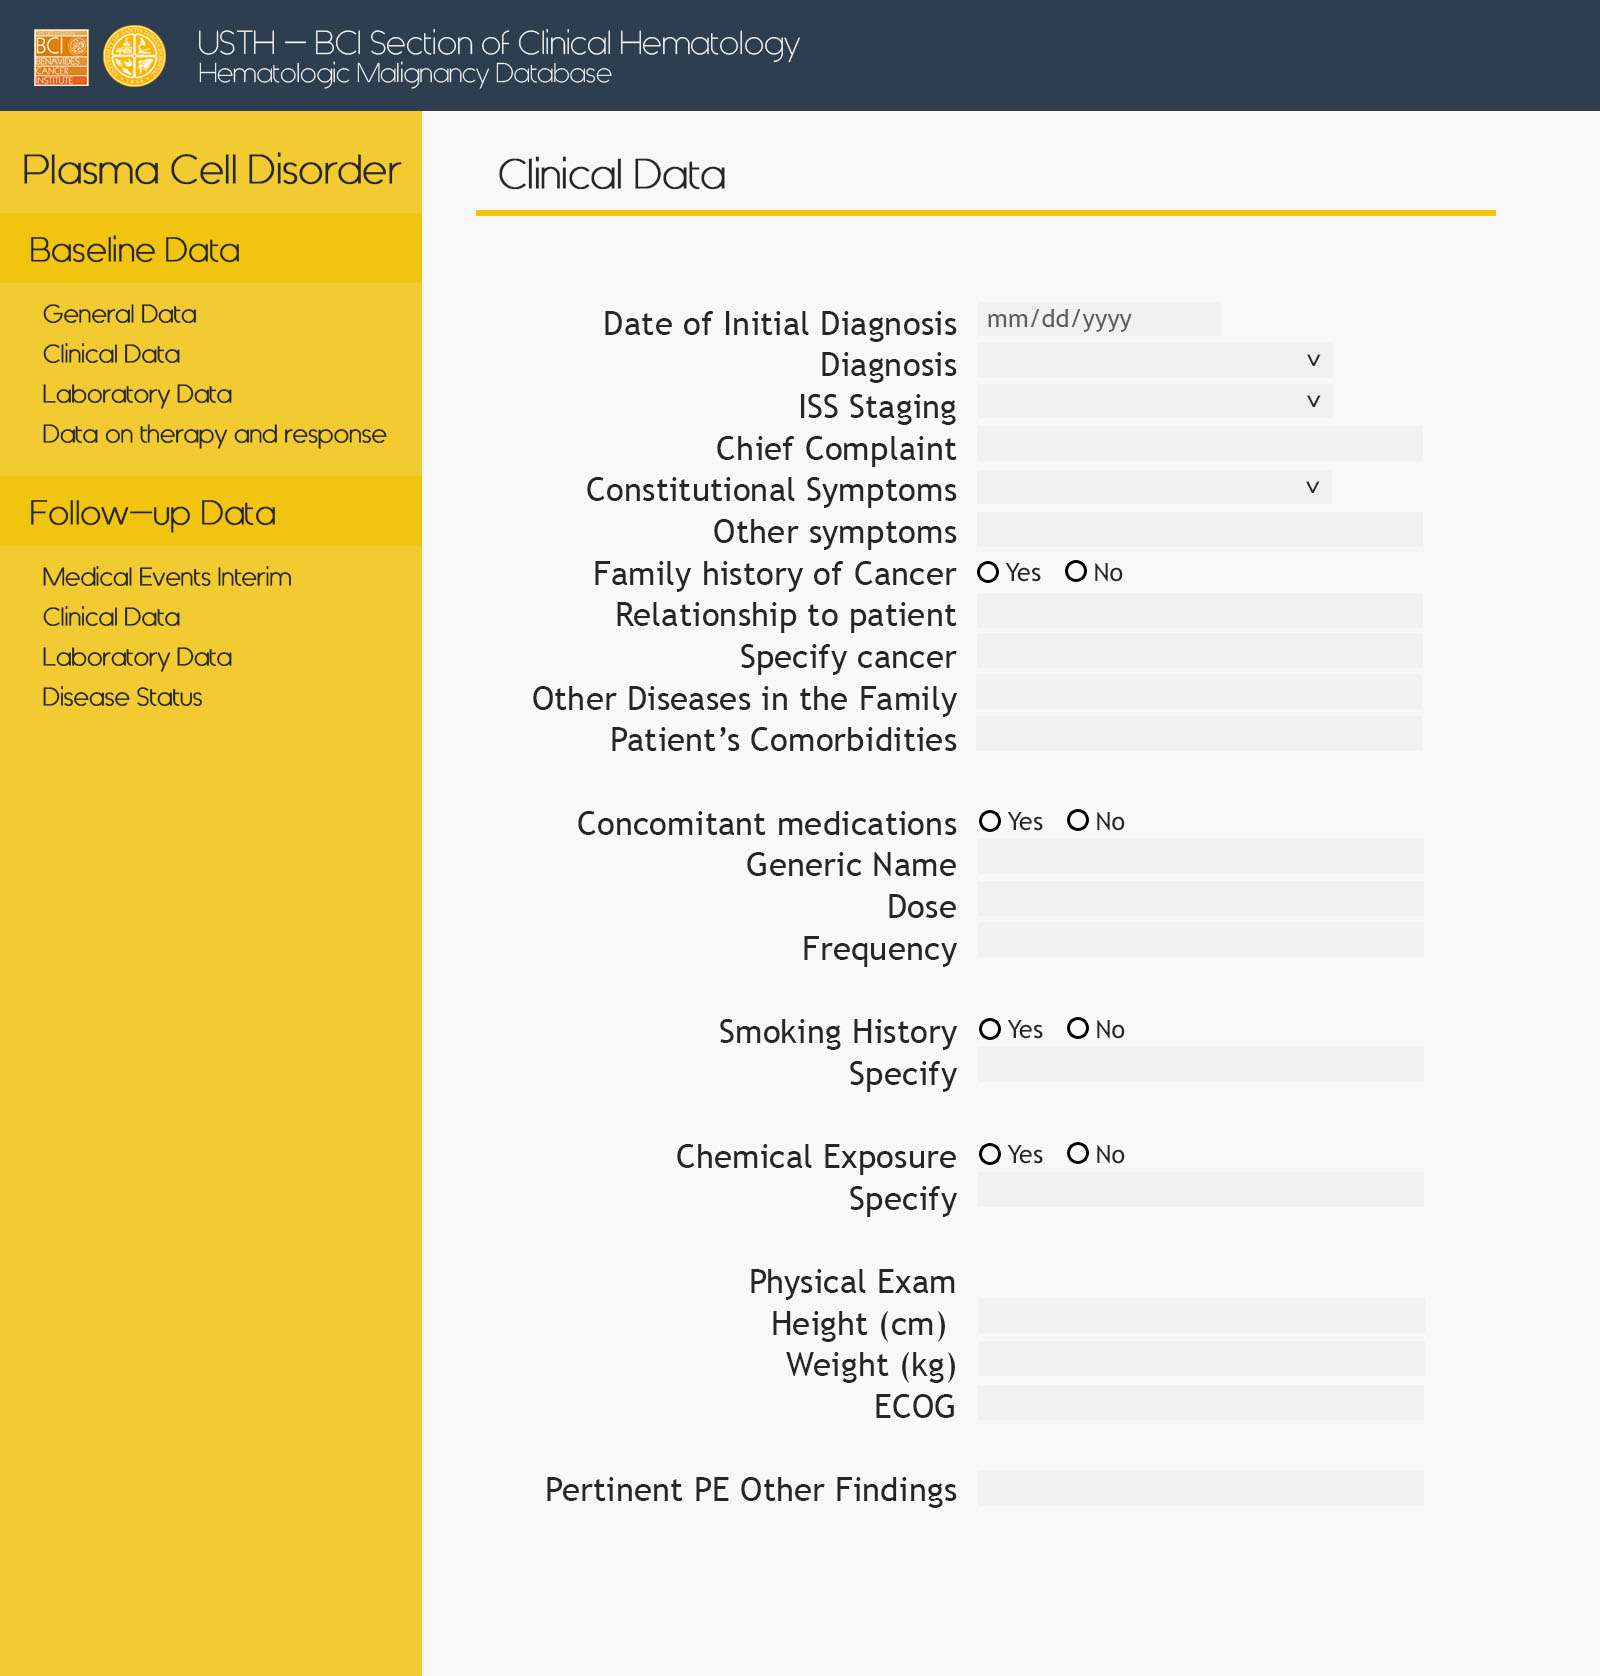 BCI
BENAVIDES
CANCER
INSTITUTE
USTH – BCI Section of Clinical Hematology
Hematologic Malignancy Database
Plasma Cell Disorder
Baseline Data
General Data
Clinical Data
Laboratory Data
Data on therapy and response
Follow-up Data
Medical Events Interim
Clinical Data
Laboratory Data
Disease Status
Clinical Data
Date of Initial Diagnosis mm/dd/yyyy
Diagnosis
ISS Staging
Chief Complaint
Constitutional Symptoms
Other symptoms
Family history of Cancer Yes No
Relationship to patient
Specify cancer
Other Diseases in the Family
Patient’s Comorbidities
Concomitant medications Yes No
Generic Name
Dose
Frequency
Smoking History Yes No
Specify
Chemical Exposure Yes No
Specify
Physical Exam
Height (cm)
Weight (kg)
ECOG
Pertinent PE Other Findings